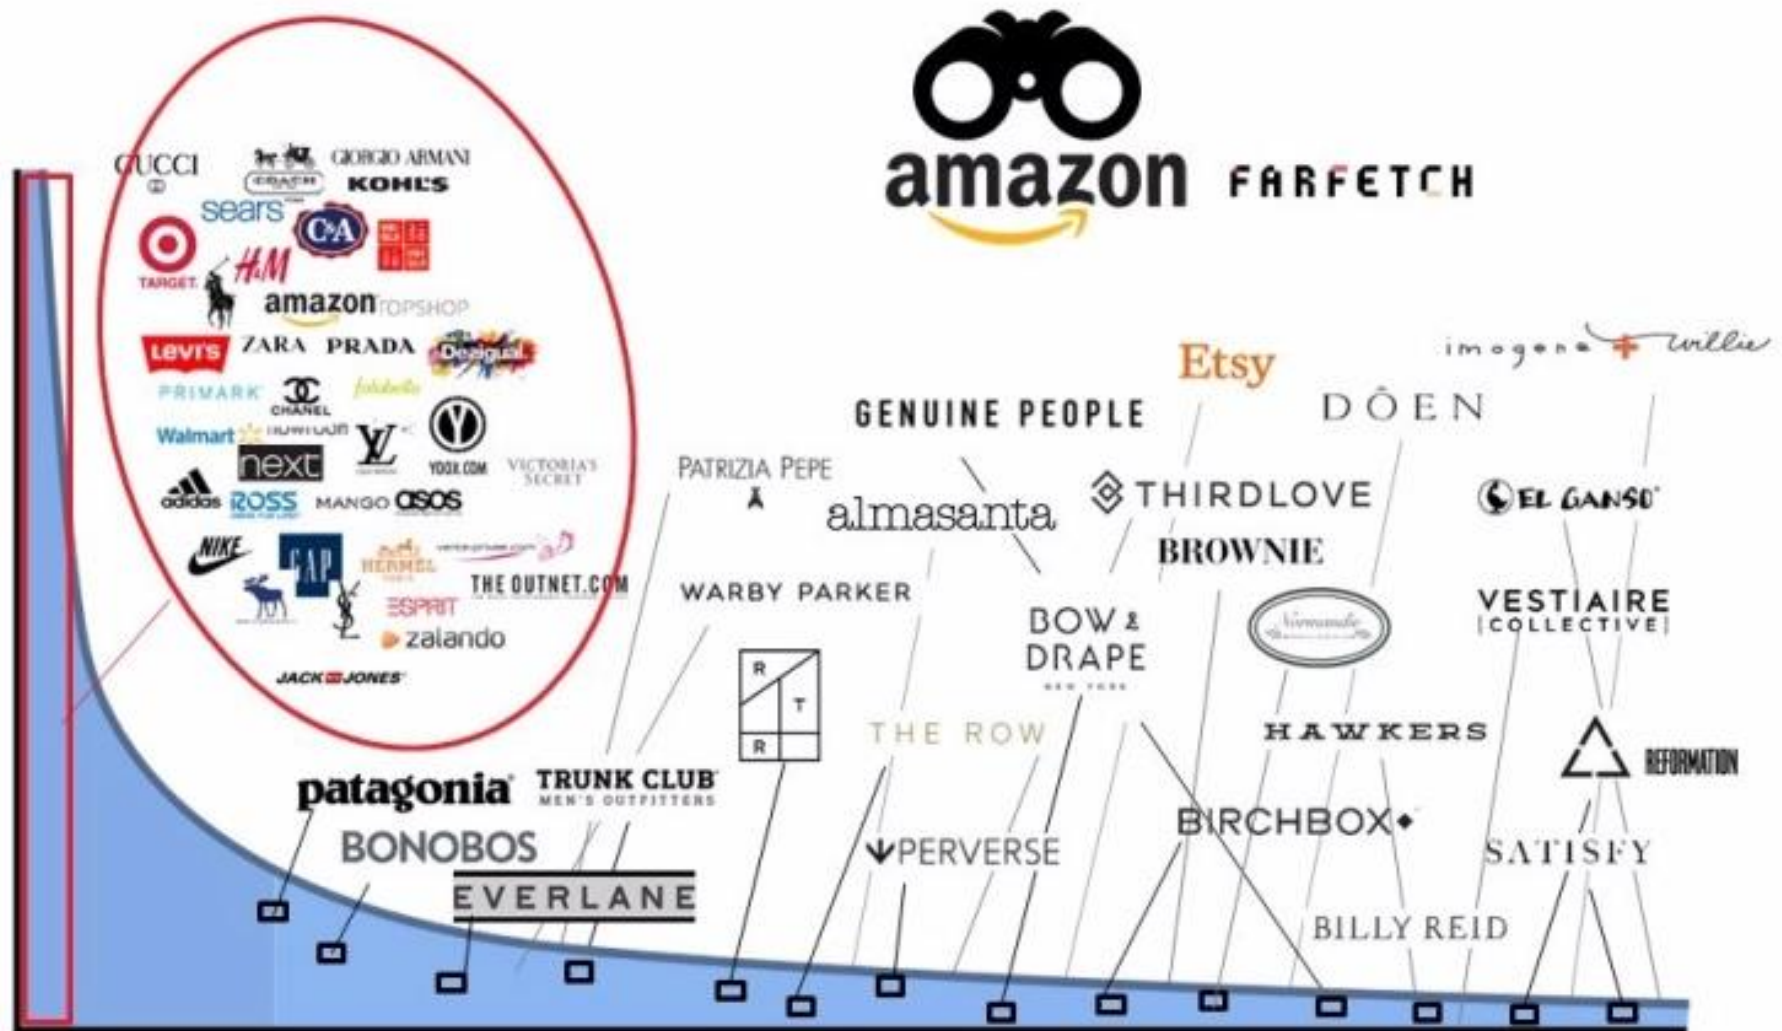 amazon
FARFETCH
GUCCI
COACH
GIORGIO ARMANI
KOHL'S
sears
C&A
TARGET.
H&M
amazon
TOPSHOP
LEVI'S
ZARA
PRADA
Desigual.
PRIMARK
CHANEL
falabella
Walmart
next
LV
YOOX.COM
VICTORIA'S
SECRET
adidas
ROSS
MANGO
asos
NIKE
GAP
THE OUTNET.COM
YSL
ESPRIT
zalando
JACK JONES
Etsy
imogene + willie
GENUINE PEOPLE
DÔEN
PATRIZIA PEPE
almasanta
THIRDLOVE
EL GANSO
BROWNIE
WARBY PARKER
BOW &
DRAPE
NEW YORK
VESTIAIRE
COLLECTIVE
R
T
R
THE ROW
HAWKERS
REFORMATION
patagonia
TRUNK CLUB
MEN'S OUTFITTERS
BONOBOS
PERVERSE
BIRCHBOX
SATISFY
EVERLANE
BILLY REID